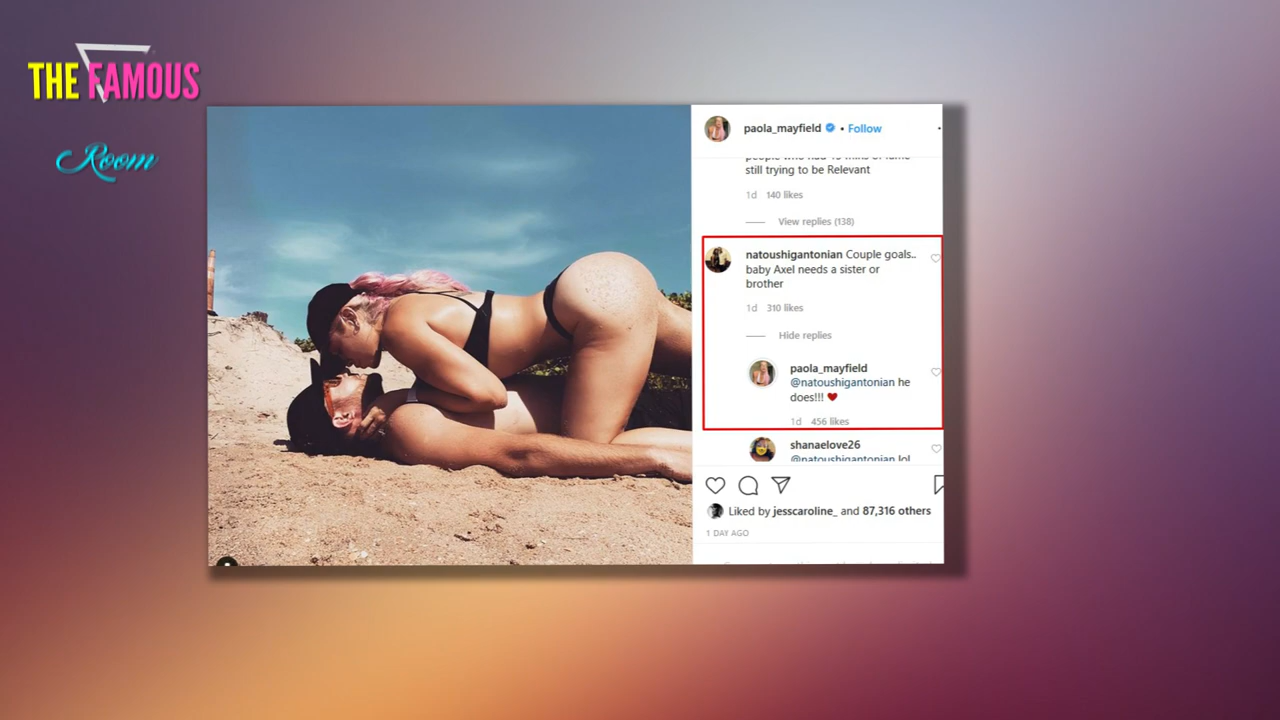 THE FAMOUS
Room
paola_mayfield • Follow
still trying to be Relevant
1d 140 likes
View replies (138)
natoushigantonian Couple goals..
baby Axel needs a sister or
brother
1d 310 likes
Hide replies
paola_mayfield
@natoushigantonian he
does!!! ❤
1d 456 likes
shanaelove26
@natoushigantonian lol
Liked by jesscaroline_ and 87,316 others
1 DAY AGO